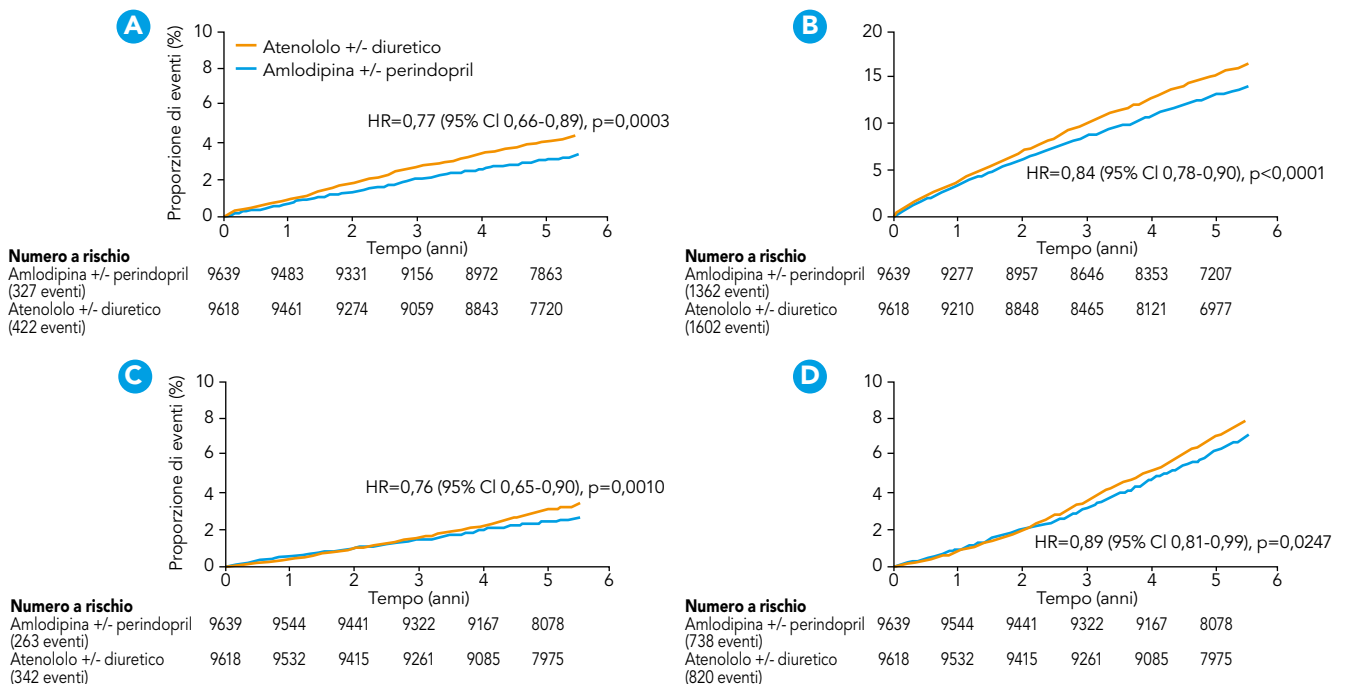 A
Proporzione di eventi (%)
10
8
6
4
2
0
Atenololo +/- diuretico
Amlodipina +/- perindopril
HR=0,77 (95% CI 0,66-0,89), p=0,0003
0 1 2 3 4 5 6
Tempo (anni)
Numero a rischio
Amlodipina +/- perindopril 9639 9483 9331 9156 8972 7863
(327 eventi)
Atenololo +/- diuretico 9618 9461 9274 9059 8843 7720
(422 eventi)
B
20
15
10
5
0
HR=0,84 (95% CI 0,78-0,90), p<0,0001
0 1 2 3 4 5 6
Tempo (anni)
Numero a rischio
Amlodipina +/- perindopril 9639 9277 8957 8646 8353 7207
(1362 eventi)
Atenololo +/- diuretico 9618 9210 8848 8465 8121 6977
(1602 eventi)
C
Proporzione di eventi (%)
10
8
6
4
2
0
HR=0,76 (95% CI 0,65-0,90), p=0,0010
0 1 2 3 4 5 6
Tempo (anni)
Numero a rischio
Amlodipina +/- perindopril 9639 9544 9441 9322 9167 8078
(263 eventi)
Atenololo +/- diuretico 9618 9532 9415 9261 9085 7975
(342 eventi)
D
10
8
6
4
2
0
HR=0,89 (95% CI 0,81-0,99), p=0,0247
0 1 2 3 4 5 6
Tempo (anni)
Numero a rischio
Amlodipina +/- perindopril 9639 9544 9441 9322 9167 8078
(738 eventi)
Atenololo +/- diuretico 9618 9532 9415 9261 9085 7975
(820 eventi)